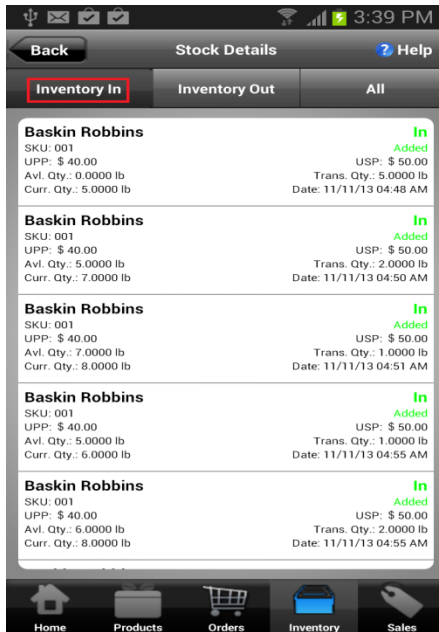 3:39 PM
Back Stock Details ? Help
Inventory In Inventory Out All
Baskin Robbins In
SKU: 001 Added
UPP: $ 40.00 USP: $ 50.00
Avl. Qty.: 0.0000 lb Trans. Qty.: 5.0000 lb
Curr. Qty.: 5.0000 lb Date: 11/11/13 04:48 AM
Baskin Robbins In
SKU: 001 Added
UPP: $ 40.00 USP: $ 50.00
Avl. Qty.: 5.0000 lb Trans. Qty.: 2.0000 lb
Curr. Qty.: 7.0000 lb Date: 11/11/13 04:50 AM
Baskin Robbins In
SKU: 001 Added
UPP: $ 40.00 USP: $ 50.00
Avl. Qty.: 7.0000 lb Trans. Qty.: 1.0000 lb
Curr. Qty.: 8.0000 lb Date: 11/11/13 04:51 AM
Baskin Robbins In
SKU: 001 Added
UPP: $ 40.00 USP: $ 50.00
Avl. Qty.: 5.0000 lb Trans. Qty.: 1.0000 lb
Curr. Qty.: 6.0000 lb Date: 11/11/13 04:55 AM
Baskin Robbins In
SKU: 001 Added
UPP: $ 40.00 USP: $ 50.00
Avl. Qty.: 6.0000 lb Trans. Qty.: 2.0000 lb
Curr. Qty.: 8.0000 lb Date: 11/11/13 04:55 AM
Home Products Orders Inventory Sales